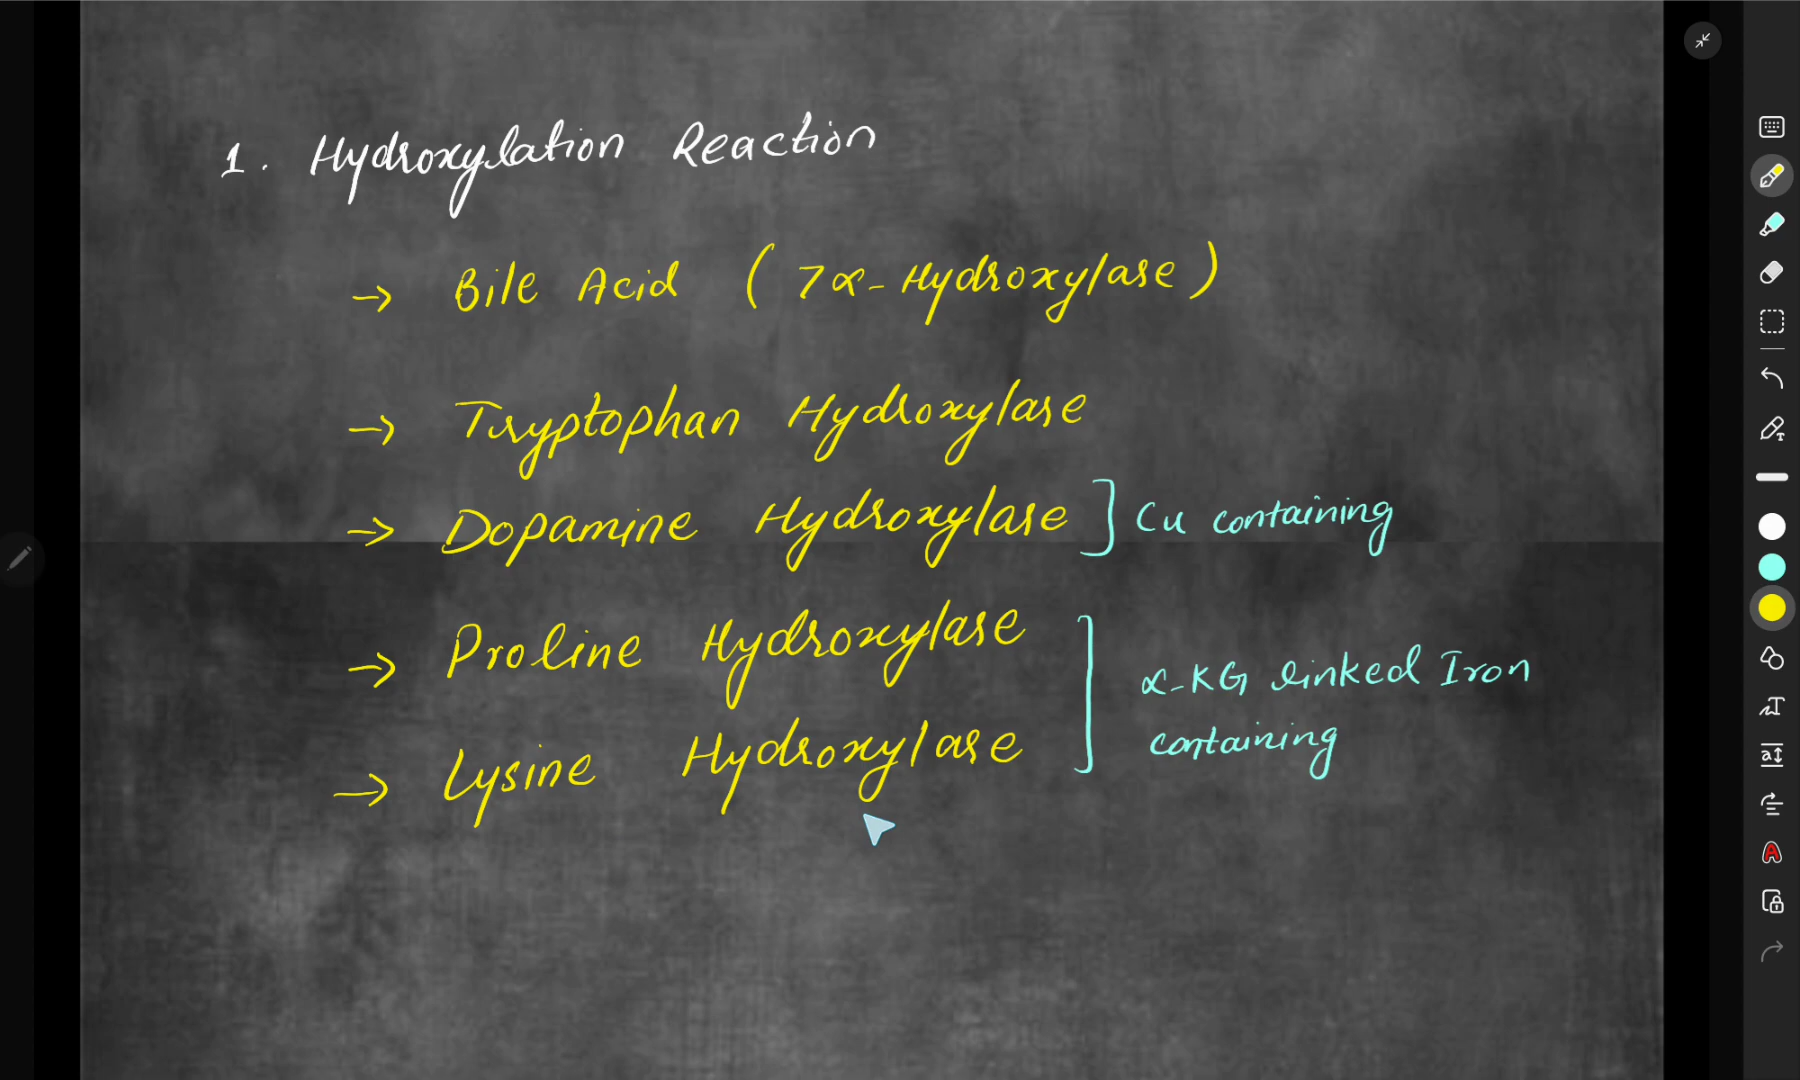 1. Hydroxylation Reaction
→ Bile Acid (7α-Hydroxylase)
→ Tryptophan Hydroxylase
→ Dopamine Hydroxylase ] Cu containing
→ Proline Hydroxylase
→ Lysine Hydroxylase
α-KG linked Iron
containing